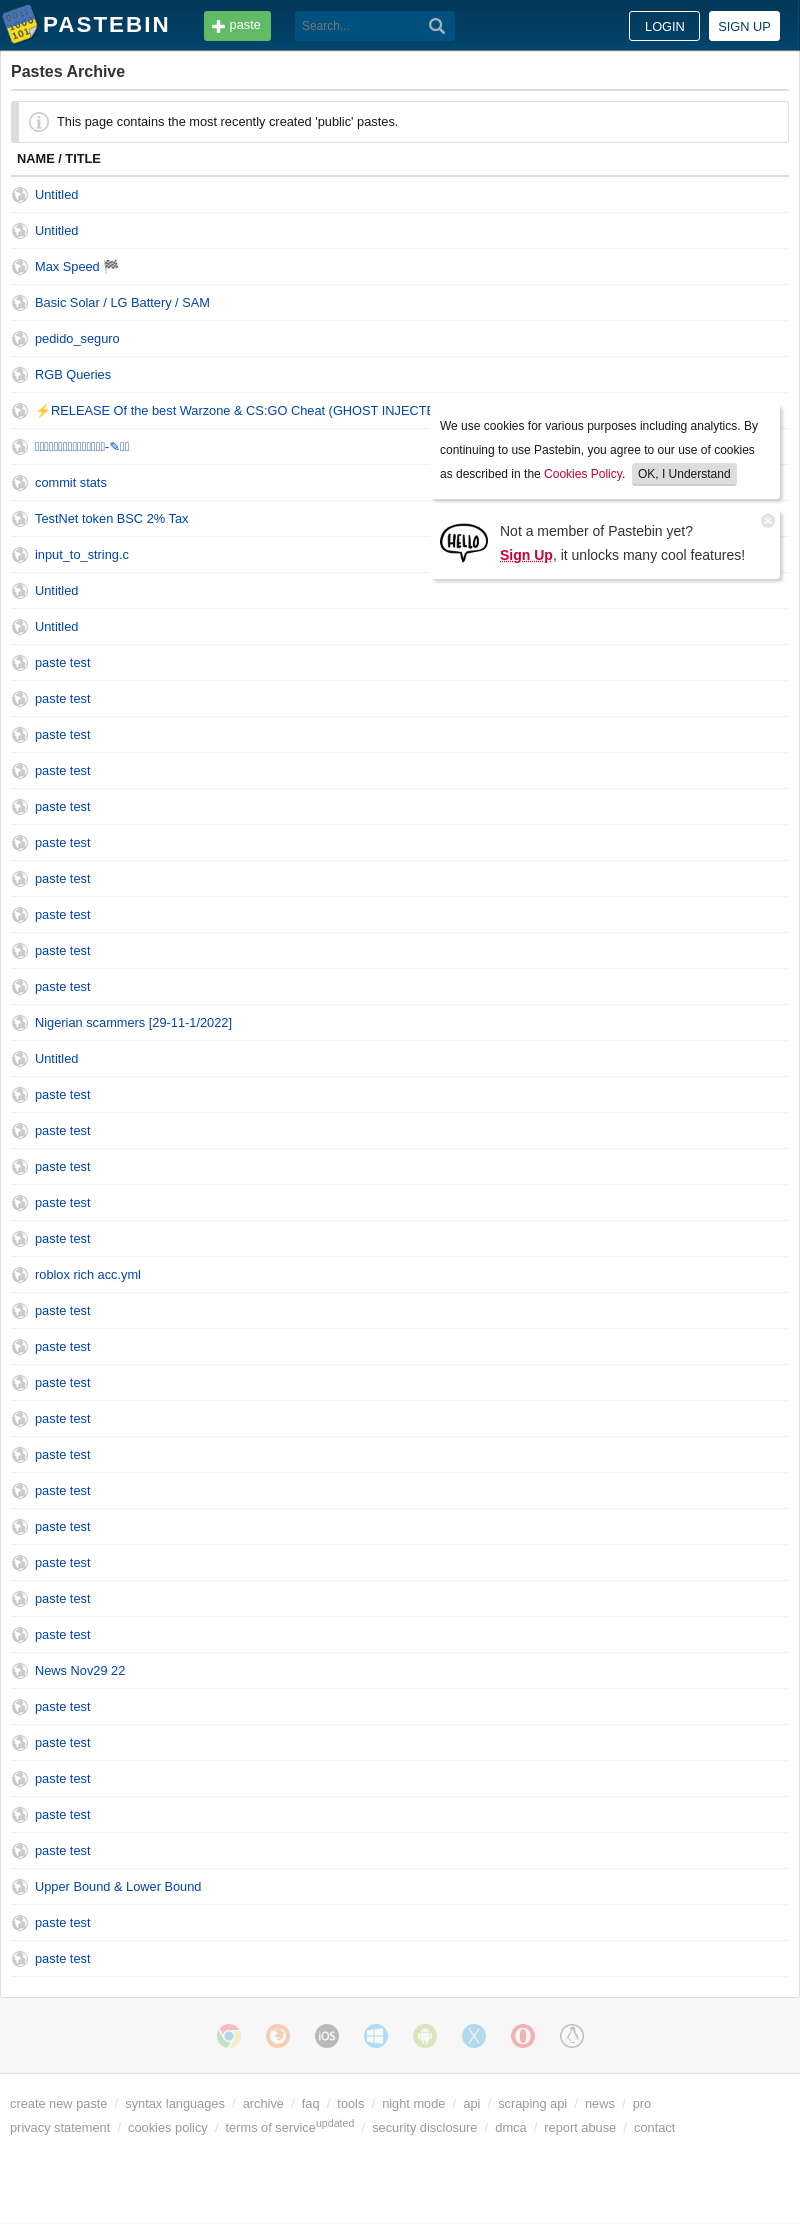 PASTEBIN
paste
Search...
LOGIN
SIGN UP
Pastes Archive
This page contains the most recently created 'public' pastes.
NAME / TITLE
Untitled
Untitled
Max Speed 🏁
Basic Solar / LG Battery / SAM
pedido_seguro
RGB Queries
⚡RELEASE Of the best Warzone & CS:GO Cheat (GHOST INJECTE
commit stats
TestNet token BSC 2% Tax
input_to_string.c
We use cookies for various purposes including analytics. By
continuing to use Pastebin, you agree to our use of cookies
as described in the Cookies Policy. OK, I Understand
HELLO
Not a member of Pastebin yet?
Sign Up, it unlocks many cool features!
Untitled
Untitled
paste test
paste test
paste test
paste test
paste test
paste test
paste test
paste test
paste test
paste test
Nigerian scammers [29-11-1/2022]
Untitled
paste test
paste test
paste test
paste test
paste test
roblox rich acc.yml
paste test
paste test
paste test
paste test
paste test
paste test
paste test
paste test
paste test
paste test
News Nov29 22
paste test
paste test
paste test
paste test
paste test
Upper Bound & Lower Bound
paste test
paste test
iOS
create new paste / syntax languages / archive / faq / tools / night mode / api / scraping api / news / pro
privacy statement / cookies policy / terms of service updated / security disclosure / dmca / report abuse / contact